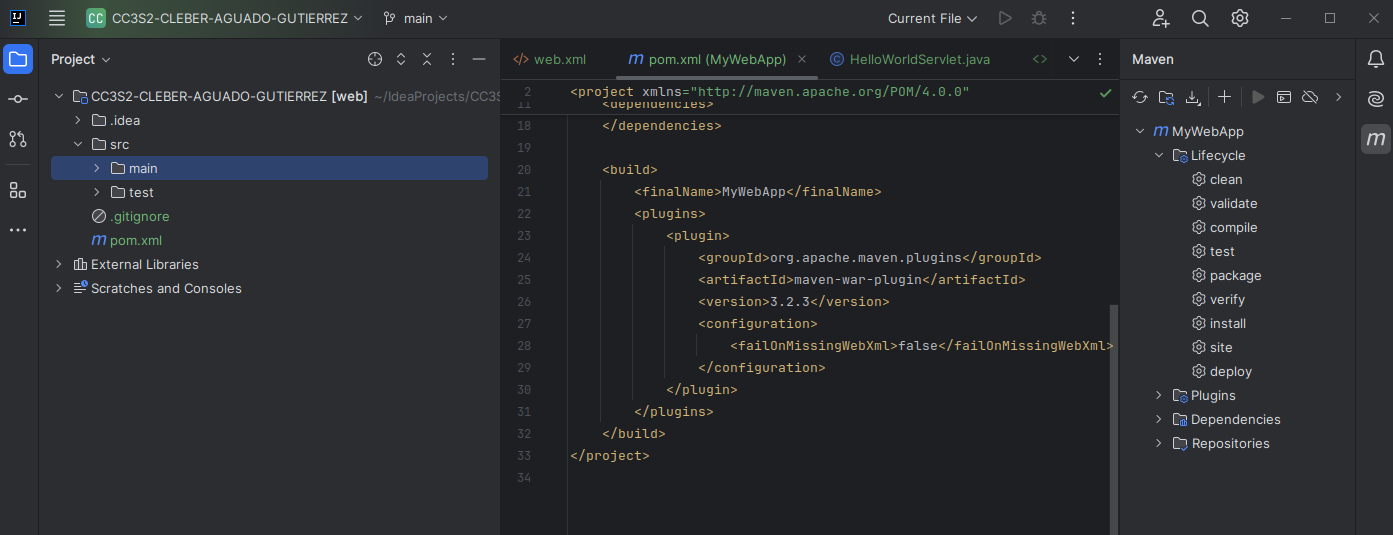 IJ
CC CC3S2-CLEBER-AGUADO-GUTIERREZ
main
Current File
Project
CC3S2-CLEBER-AGUADO-GUTIERREZ [web] ~/IdeaProjects/CC3S
.idea
src
main
test
.gitignore
m pom.xml
External Libraries
Scratches and Consoles
</> web.xml
m pom.xml (MyWebApp)
© HelloWorldServlet.java
<>
2 <project xmlns="http://maven.apache.org/POM/4.0.0"
11 <dependencies>
18 </dependencies>
19
20 <build>
21 <finalName>MyWebApp</finalName>
22 <plugins>
23 <plugin>
24 <groupId>org.apache.maven.plugins</groupId>
25 <artifactId>maven-war-plugin</artifactId>
26 <version>3.2.3</version>
27 <configuration>
28 <failOnMissingWebXml>false</failOnMissingWebXml>
29 </configuration>
30 </plugin>
31 </plugins>
32 </build>
33 </project>
34
Maven
m MyWebApp
Lifecycle
clean
validate
compile
test
package
verify
install
site
deploy
Plugins
Dependencies
Repositories
m